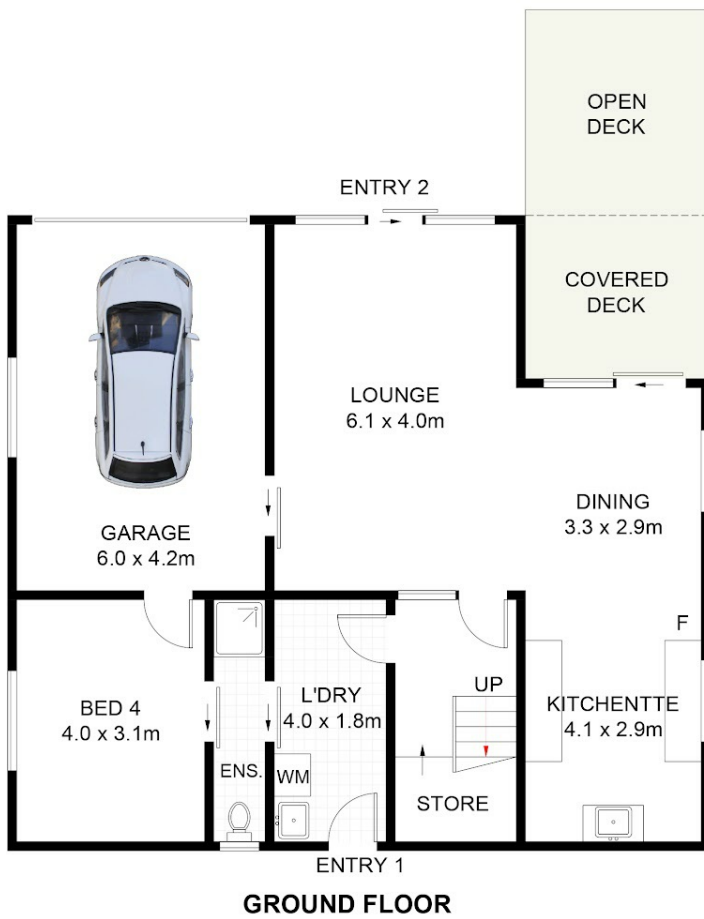 OPEN
DECK
ENTRY 2
COVERED
DECK
LOUNGE
6.1 x 4.0m
DINING
3.3 x 2.9m
GARAGE
6.0 x 4.2m
F
BED 4
4.0 x 3.1m
L'DRY
4.0 x 1.8m
UP
KITCHENTTE
4.1 x 2.9m
ENS.
WM
STORE
ENTRY 1
GROUND FLOOR